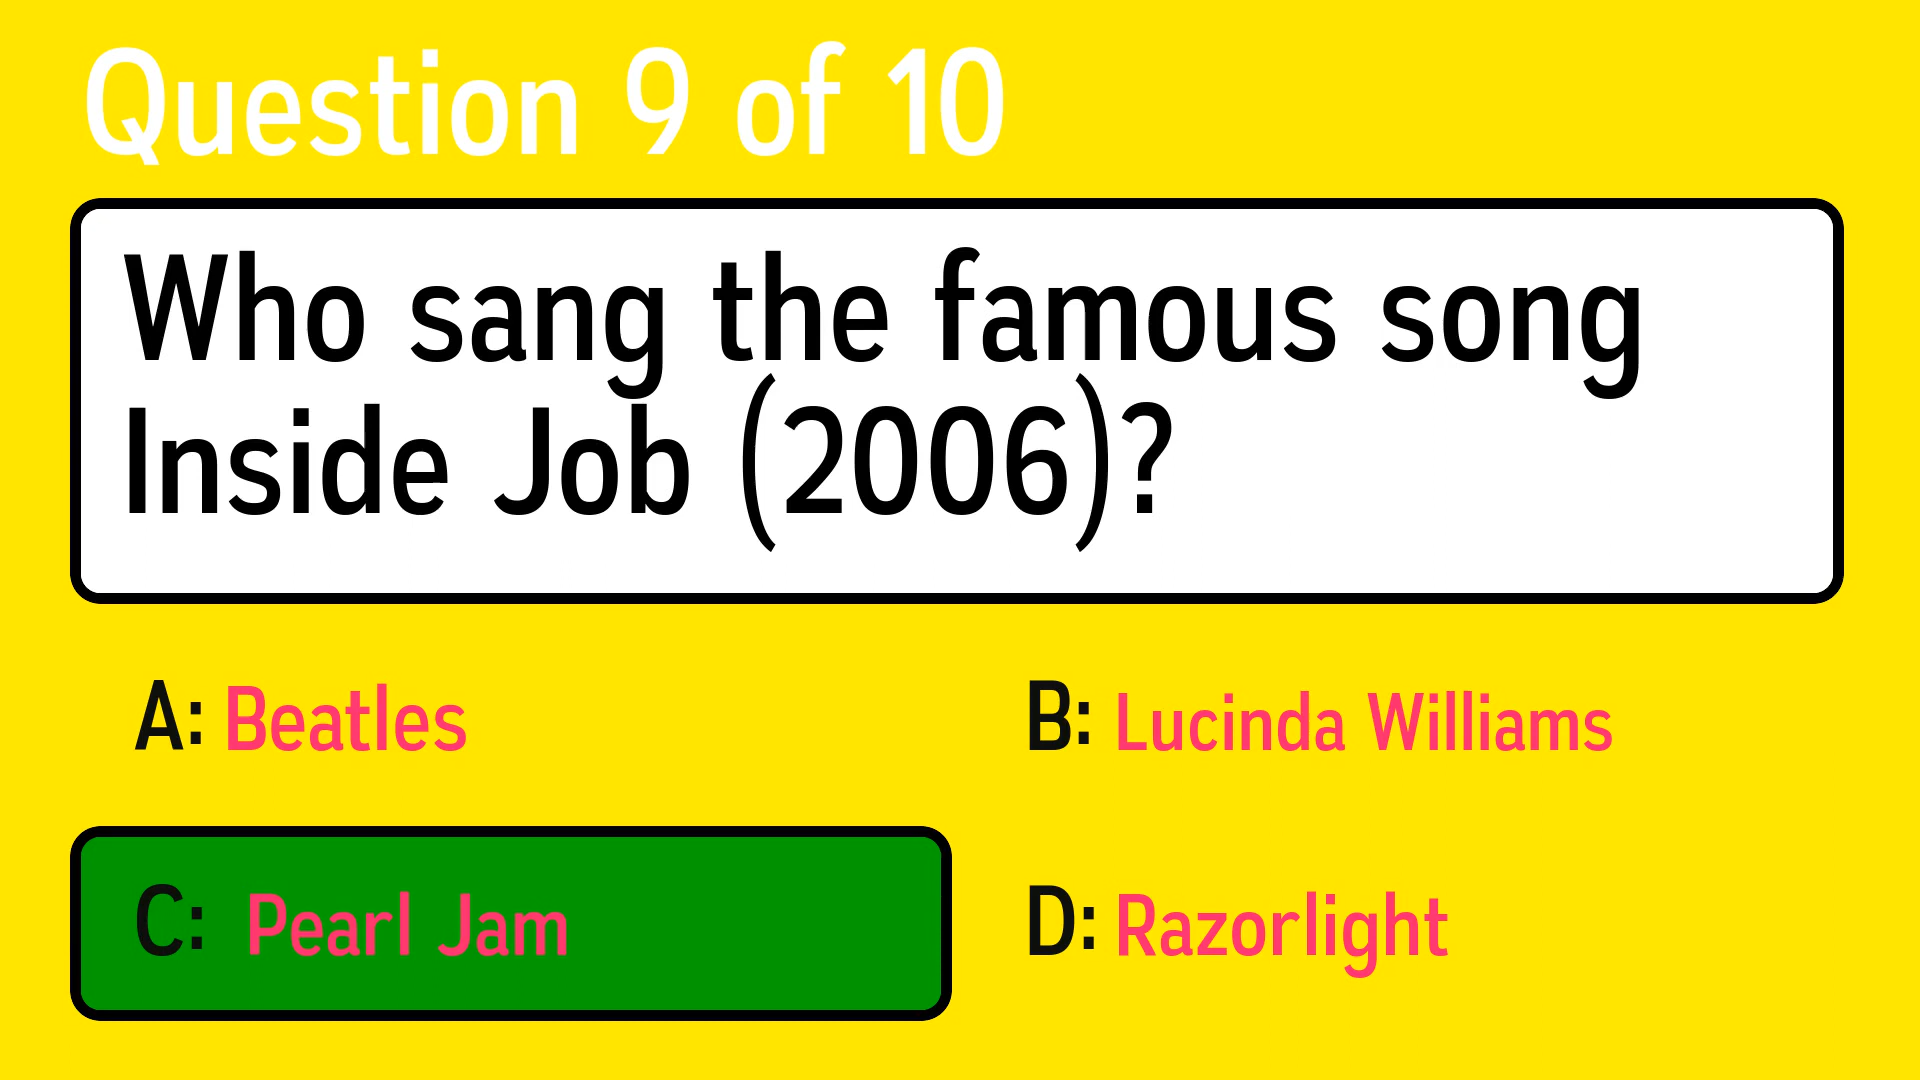 Question 9 of 10
Who sang the famous song
Inside Job (2006)?
A: Beatles
B: Lucinda Williams
C: Pearl Jam
D: Razorlight